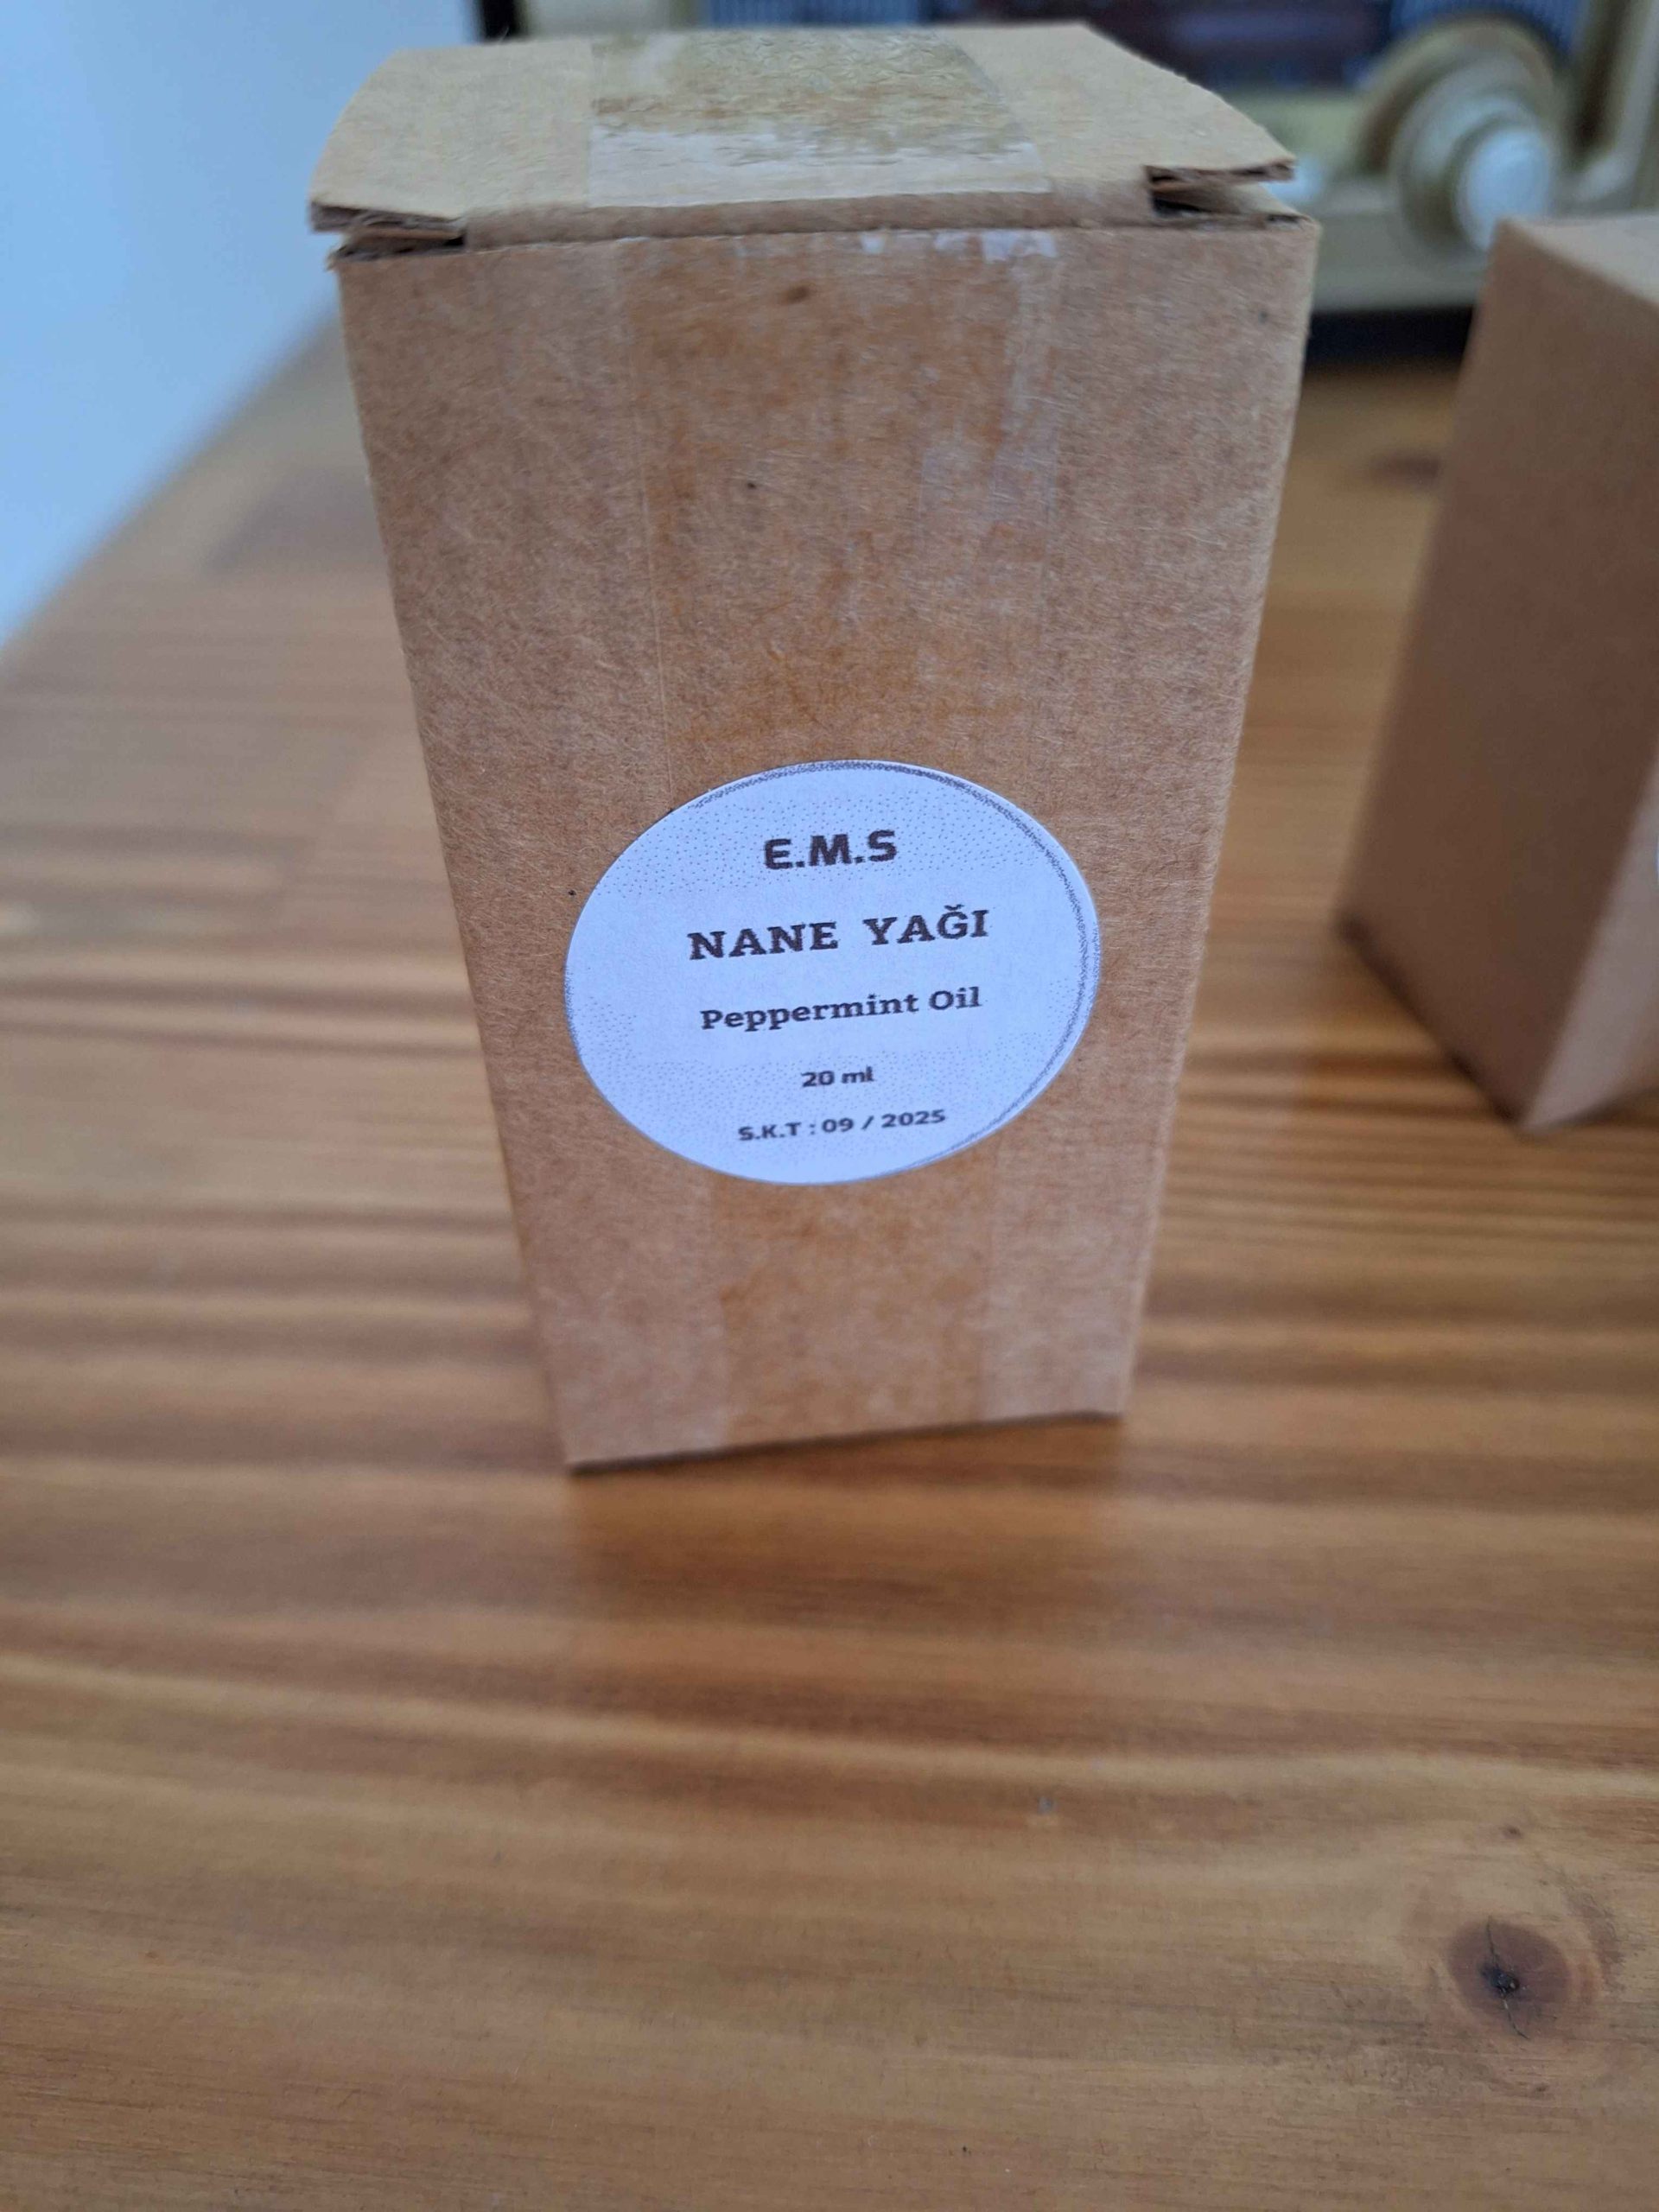 E.M.S
NANE YAĞI
Peppermint Oil
20 ml
S.K.T : 09 / 2025